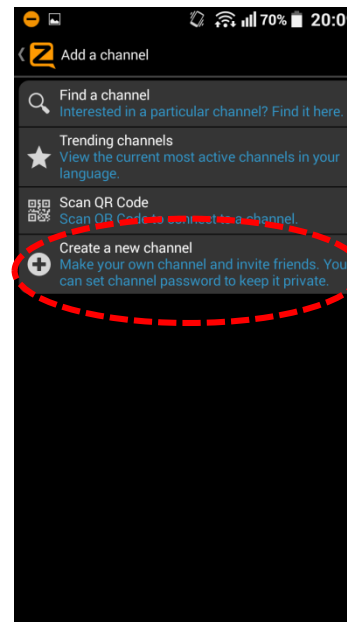 70% 20:0
Add a channel
Find a channel
Interested in a particular channel? Find it here.
Trending channels
View the current most active channels in your
language.
Scan QR Code
Scan QR Code to connect to a channel.
Create a new channel
Make your own channel and invite friends. You
can set channel password to keep it private.